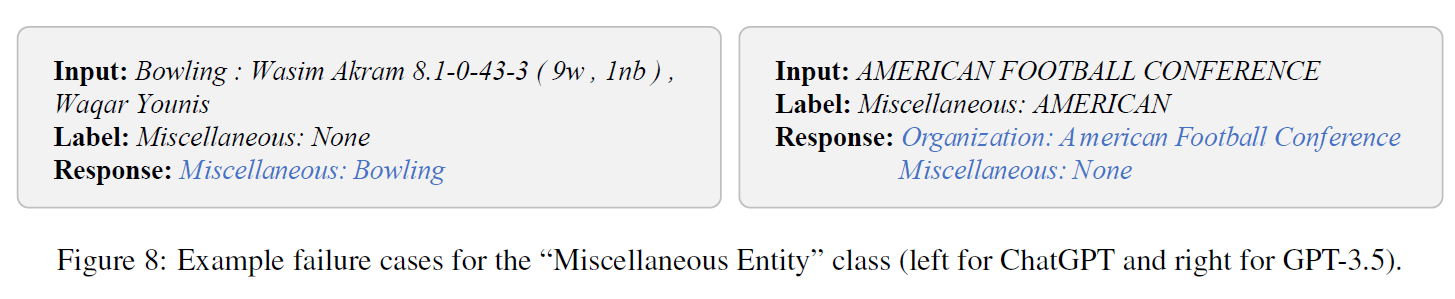 Input: Bowling : Wasim Akram 8.1-0-43-3 ( 9w , 1nb ) ,
Waqar Younis
Label: Miscellaneous: None
Response: Miscellaneous: Bowling
Input: AMERICAN FOOTBALL CONFERENCE
Label: Miscellaneous: AMERICAN
Response: Organization: American Football Conference
Miscellaneous: None
Figure 8: Example failure cases for the “Miscellaneous Entity” class (left for ChatGPT and right for GPT-3.5).